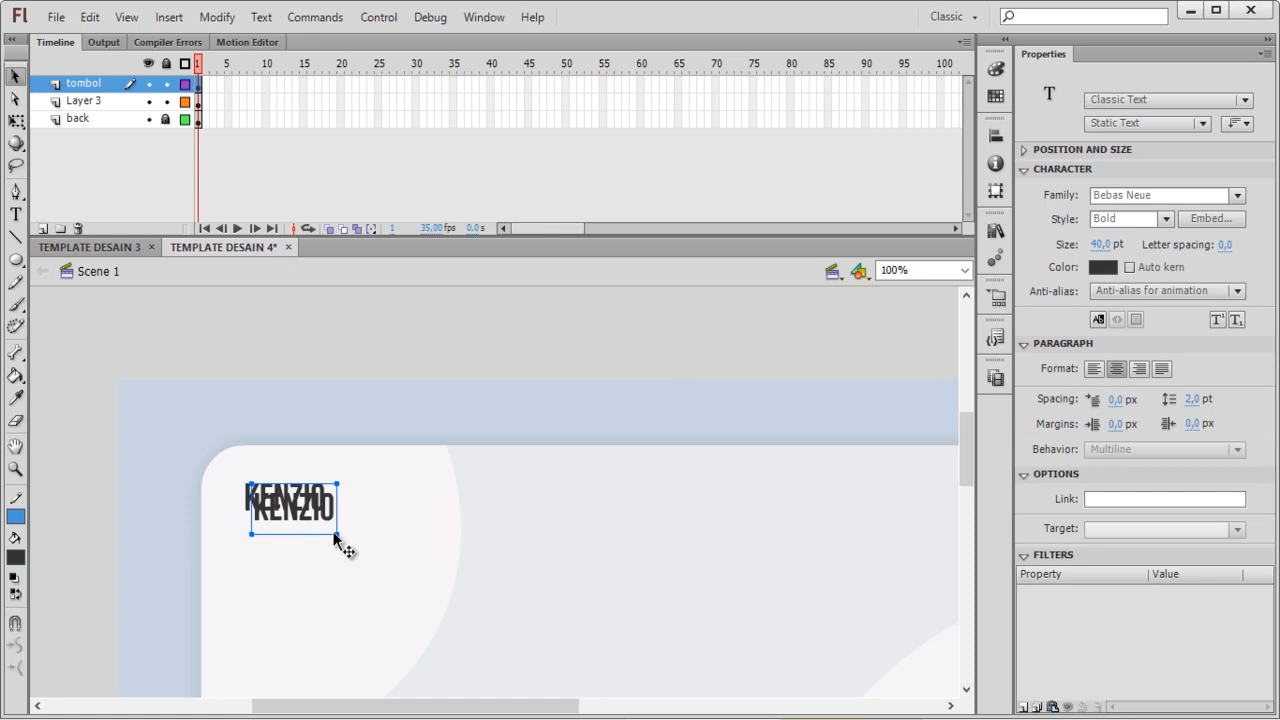 Fl File Edit View Insert Modify Text Commands Control Debug Window Help Classic
Timeline Output Compiler Errors Motion Editor
1 5 10 15 20 25 30 35 40 45 50 55 60 65 70 75 80 85 90 95 100
tombol
Layer 3
back
1 35,00 fps 0,0 s
TEMPLATE DESAIN 3 × TEMPLATE DESAIN 4* ×
Scene 1 100%
KENZIO
KENZIO
Properties
T Classic Text
Static Text
POSITION AND SIZE
CHARACTER
Family: Bebas Neue
Style: Bold Embed...
Size: 40,0 pt Letter spacing: 0,0
Color: Auto kern
Anti-alias: Anti-alias for animation
PARAGRAPH
Format:
Spacing: 0,0 px 2,0 pt
Margins: 0,0 px 0,0 px
Behavior: Multiline
OPTIONS
Link:
Target:
FILTERS
Property Value